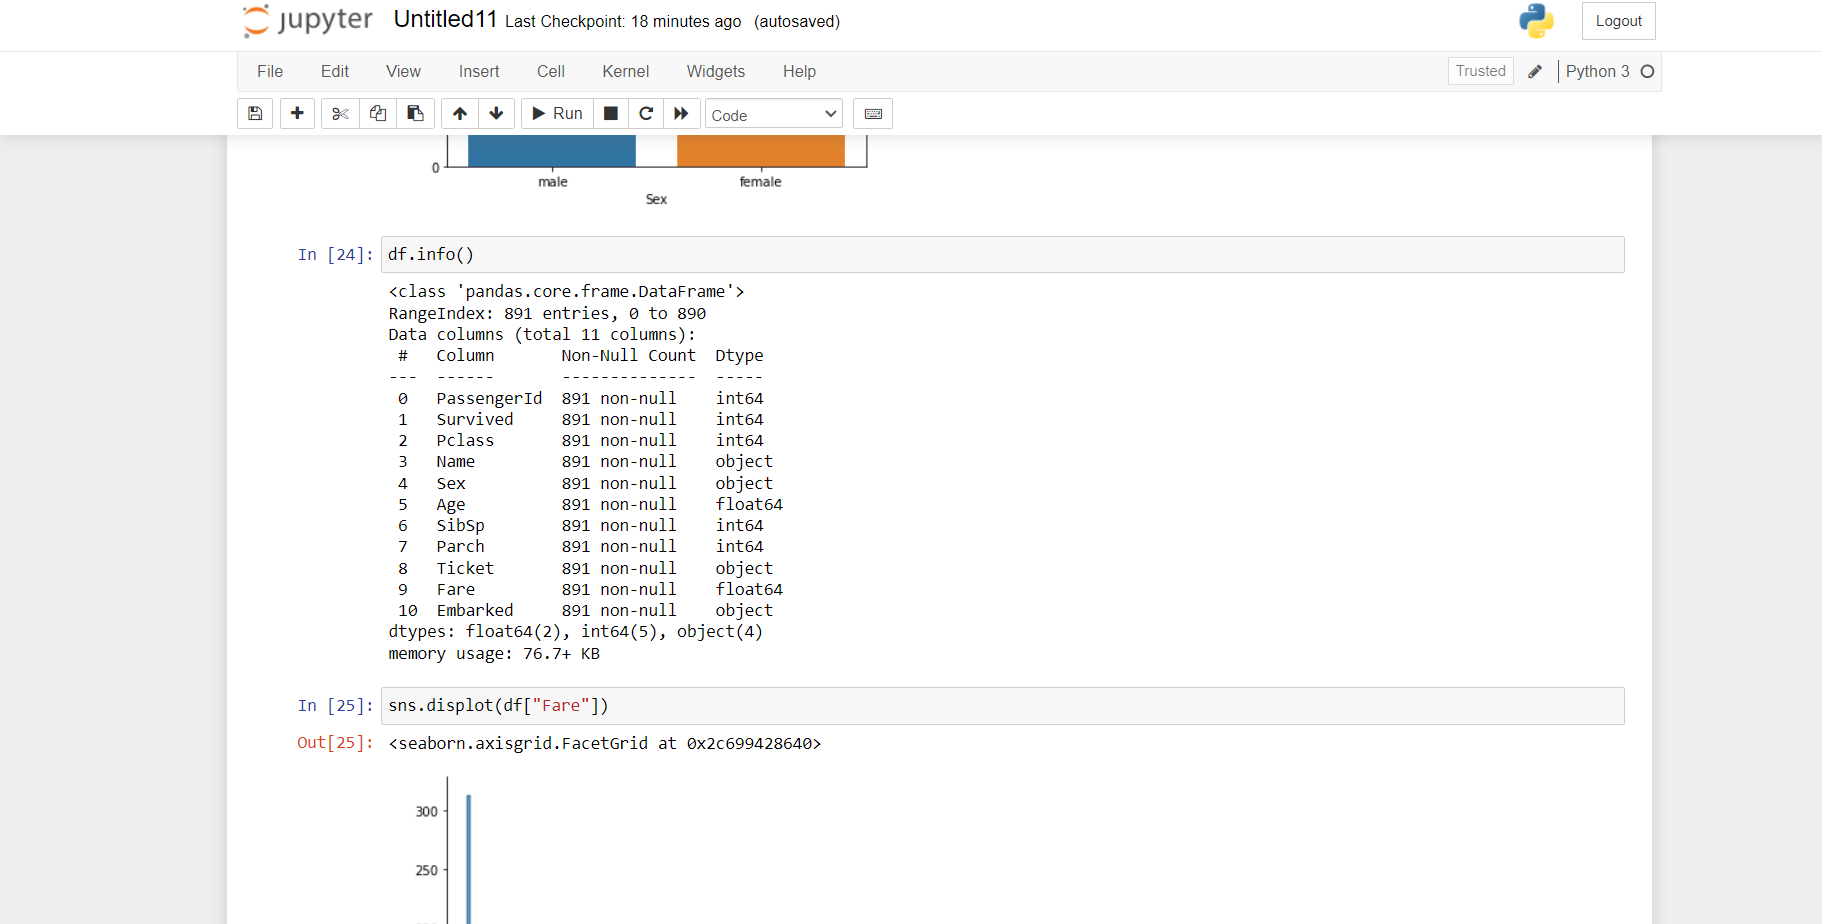 jupyter Untitled11 Last Checkpoint: 18 minutes ago (autosaved) Logout
File Edit View Insert Cell Kernel Widgets Help Trusted Python 3
Run Code
0
male female
Sex
In [24]: df.info()
<class 'pandas.core.frame.DataFrame'>
RangeIndex: 891 entries, 0 to 890
Data columns (total 11 columns):
 #   Column       Non-Null Count  Dtype
---  ------       --------------  -----
 0   PassengerId  891 non-null    int64
 1   Survived     891 non-null    int64
 2   Pclass       891 non-null    int64
 3   Name         891 non-null    object
 4   Sex          891 non-null    object
 5   Age          891 non-null    float64
 6   SibSp        891 non-null    int64
 7   Parch        891 non-null    int64
 8   Ticket       891 non-null    object
 9   Fare         891 non-null    float64
 10  Embarked     891 non-null    object
dtypes: float64(2), int64(5), object(4)
memory usage: 76.7+ KB
In [25]: sns.displot(df["Fare"])
Out[25]: <seaborn.axisgrid.FacetGrid at 0x2c699428640>
300
250